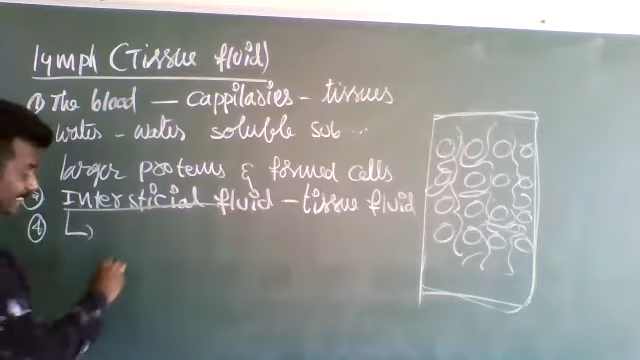 lymph (Tissue fluid)
① The blood — cappilaries - tissues
water - water soluble sub...
larger proteins & formed cells
Intersticial fluid - tissue fluid
④